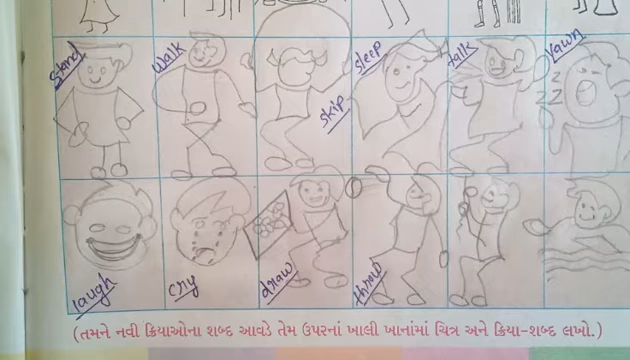 Stand walk skip sleep talk Yawn
Z
ZZ
laugh cry draw throw
(તમને નવી ક્રિયાઓના શબ્દ આવડે તેમ ઉપરનાં ખાલી ખાનાંમાં ચિત્ર અને ક્રિયા-શબ્દ લખો.)